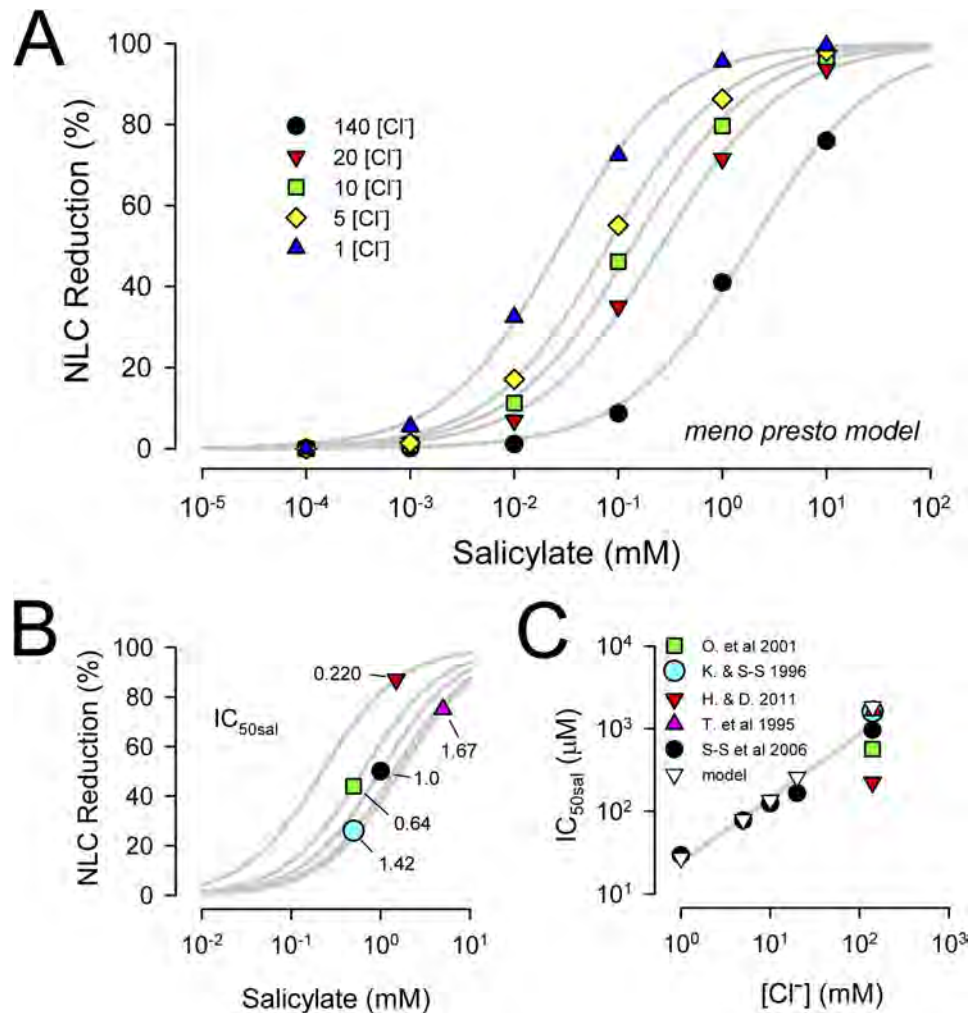 A
NLC Reduction (%)
100
80
60
40
20
0
140 [Cl⁻]
20 [Cl⁻]
10 [Cl⁻]
5 [Cl⁻]
1 [Cl⁻]
meno presto model
10⁻⁵ 10⁻⁴ 10⁻³ 10⁻² 10⁻¹ 10⁰ 10¹ 10²
Salicylate (mM)
B
NLC Reduction (%)
100
80
60
40
20
0
0.220
IC₅₀sal
1.67
1.0
0.64
1.42
10⁻² 10⁻¹ 10⁰ 10¹
Salicylate (mM)
C
IC₅₀sal (µM)
10⁴
10³
10²
10¹
O. et al 2001
K. & S-S 1996
H. & D. 2011
T. et al 1995
S-S et al 2006
model
10⁰ 10¹ 10² 10³
[Cl⁻] (mM)